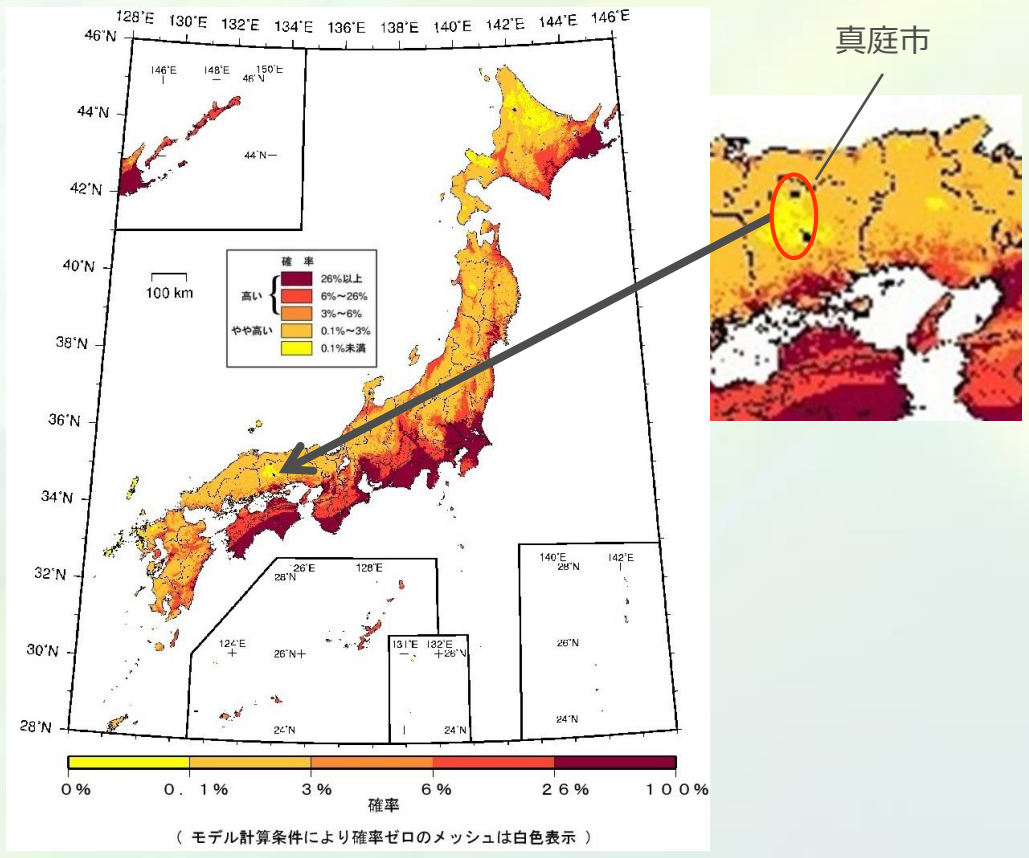 128°E 130°E 132°E 134°E 136°E 138°E 140°E 142°E 144°E 146°E
真庭市
46°N
146°E 148°E 150°E
46°N
44°N
44°N
42°N
40°N
確 率
26%以上
高い
6%～26%
100 km
3%～6%
やや高い
0.1%～3%
0.1%未満
38°N
36°N
34°N
32°N
26°E 128°E
28°N
140°E 142°E
28°N
30°N
124°E
26°N
131°E 132°E
26°N
26°N
28°N
24°N
24°N
24°N
0% 0.1% 3% 6% 26% 100%
確率
( モデル計算条件により確率ゼロのメッシュは白色表示 )